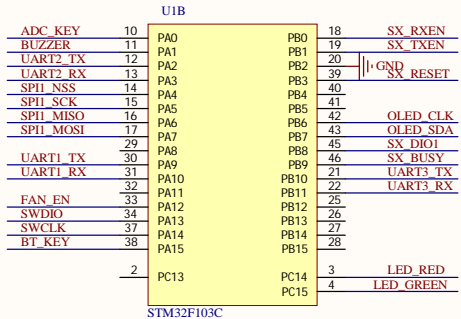 U1B
ADC_KEY 10 PA0 PB0 18 SX_RXEN
BUZZER 11 PA1 PB1 19 SX_TXEN
UART2_TX 12 PA2 PB2 20 GND
UART2_RX 13 PA3 PB3 39 SX_RESET
SPI1_NSS 14 PA4 PB4 40
SPI1_SCK 15 PA5 PB5 41
SPI1_MISO 16 PA6 PB6 42 OLED_CLK
SPI1_MOSI 17 PA7 PB7 43 OLED_SDA
29 PA8 PB8 45 SX_DIO1
UART1_TX 30 PA9 PB9 46 SX_BUSY
UART1_RX 31 PA10 PB10 21 UART3_TX
32 PA11 PB11 22 UART3_RX
FAN_EN 33 PA12 PB12 25
SWDIO 34 PA13 PB13 26
SWCLK 37 PA14 PB14 27
BT_KEY 38 PA15 PB15 28
2 PC13 PC14 3 LED_RED
PC15 4 LED_GREEN
STM32F103C